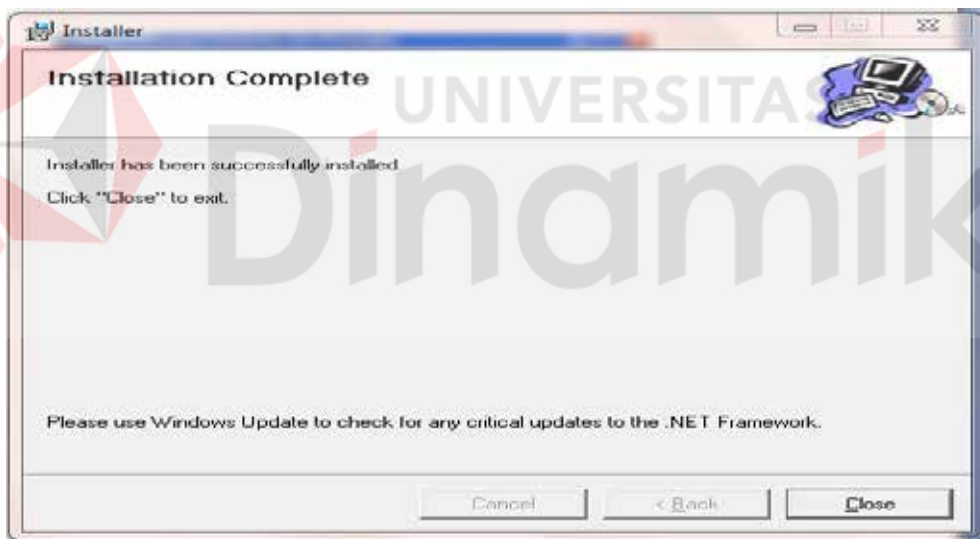 Installer
Installation Complete
UNIVERSITAS
Dinamika
Installer has been successfully installed
Click "Close" to exit.
Please use Windows Update to check for any critical updates to the .NET Framework.
Cancel
< Back
Close